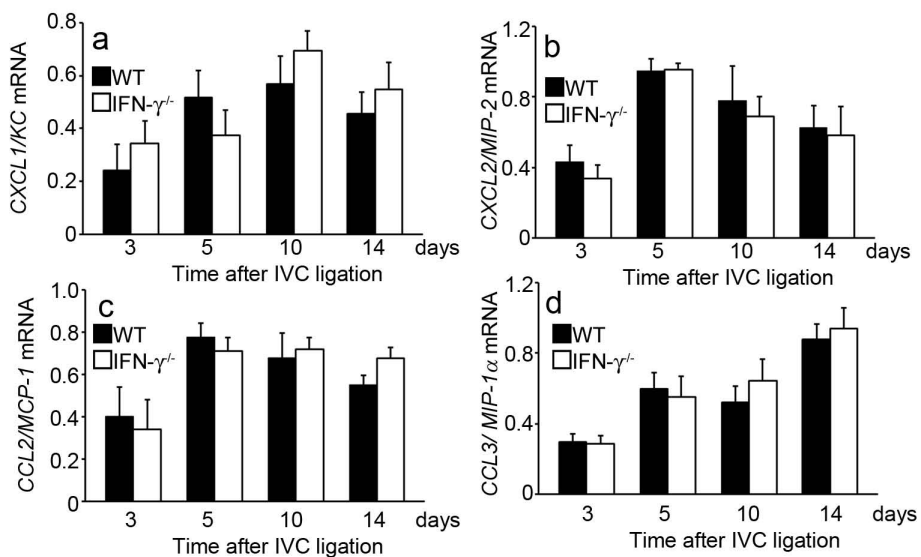 a
0.8
0.6
0.4
0.2
0
CXCL1/KC mRNA
WT
IFN-γ-/-
3 5 10 14 days
Time after IVC ligation
b
1.2
0.8
0.4
0
CXCL2/MIP-2 mRNA
WT
IFN-γ-/-
3 5 10 14 days
Time after IVC ligation
c
1.0
0.8
0.6
0.4
0.2
0
CCL2/MCP-1 mRNA
WT
IFN-γ-/-
3 5 10 14 days
Time after IVC ligation
d
1.2
0.8
0.4
0
CCL3/ MIP-1α mRNA
WT
IFN-γ-/-
3 5 10 14 days
Time after IVC ligation